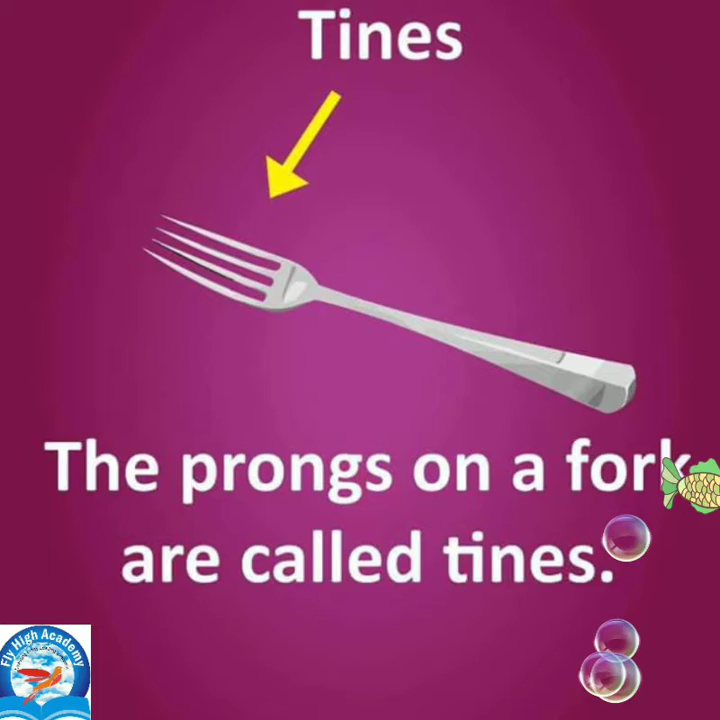 Tines
The prongs on a fork
are called tines.
Fly High Academy